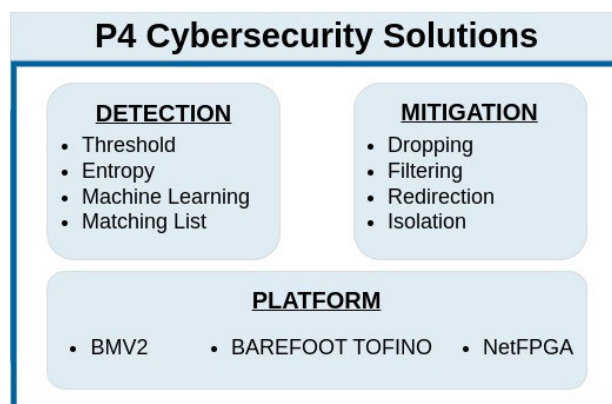 P4 Cybersecurity Solutions
DETECTION
• Threshold
• Entropy
• Machine Learning
• Matching List
MITIGATION
• Dropping
• Filtering
• Redirection
• Isolation
PLATFORM
• BMV2 • BAREFOOT TOFINO • NetFPGA